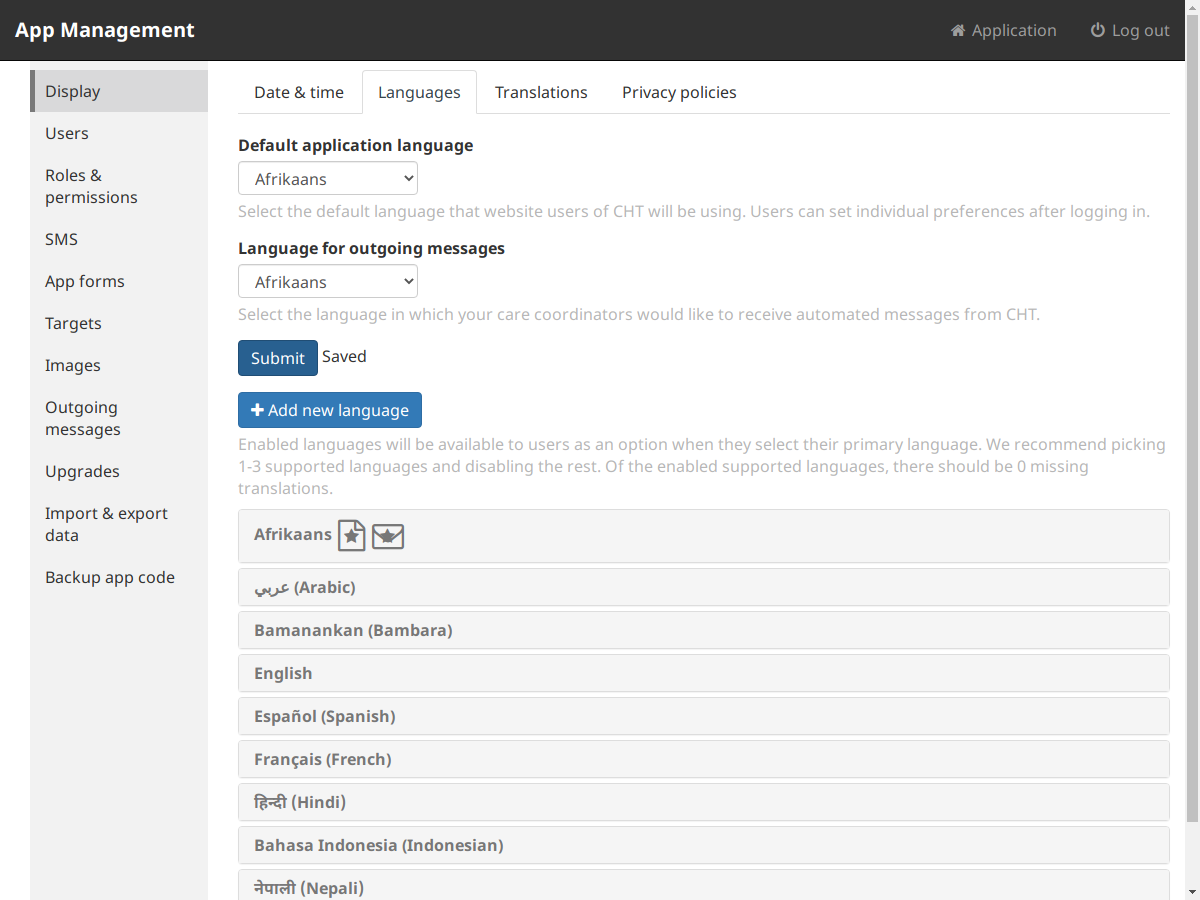 App Management
Application
Log out
Display
Users
Roles &
permissions
SMS
App forms
Targets
Images
Outgoing
messages
Upgrades
Import & export
data
Backup app code
Date & time
Languages
Translations
Privacy policies
Default application language
Afrikaans
Select the default language that website users of CHT will be using. Users can set individual preferences after logging in.
Language for outgoing messages
Afrikaans
Select the language in which your care coordinators would like to receive automated messages from CHT.
Submit
Saved
Add new language
Enabled languages will be available to users as an option when they select their primary language. We recommend picking
1-3 supported languages and disabling the rest. Of the enabled supported languages, there should be 0 missing
translations.
Afrikaans
عربي (Arabic)
Bamanankan (Bambara)
English
Español (Spanish)
Français (French)
हिन्दी (Hindi)
Bahasa Indonesia (Indonesian)
नेपाली (Nepali)